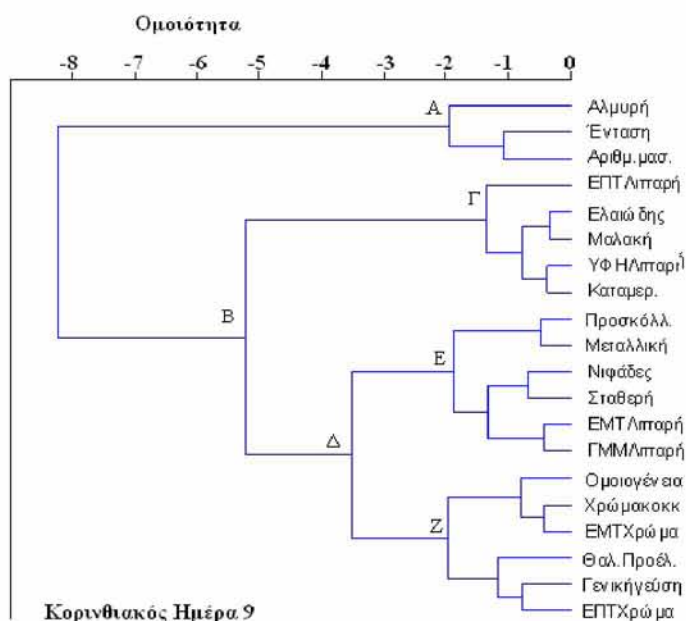 Ομοιότητα
-8 -7 -6 -5 -4 -3 -2 -1 0
Α
Αλμυρή
Ένταση
Αριθμ.μασ.
Γ
ΕΠΤΛιπαρή
Ελαιώδης
Μαλακή
ΥΦΗΛιπαρή
Καταμερ.
Β
Προσκόλλ.
Μεταλλική
Ε
Νιφάδες
Σταθερή
Δ
ΕΜΤΛιπαρή
ΓΜΜΛιπαρή
Ομοιογένεια
Χρώμακοκκ
Ζ
ΕΜΤΧρώμα
Θαλ.Προέλ.
Γενικήγεύση
ΕΠΤΧρώμα
Κορινθιακός Ημέρα 9